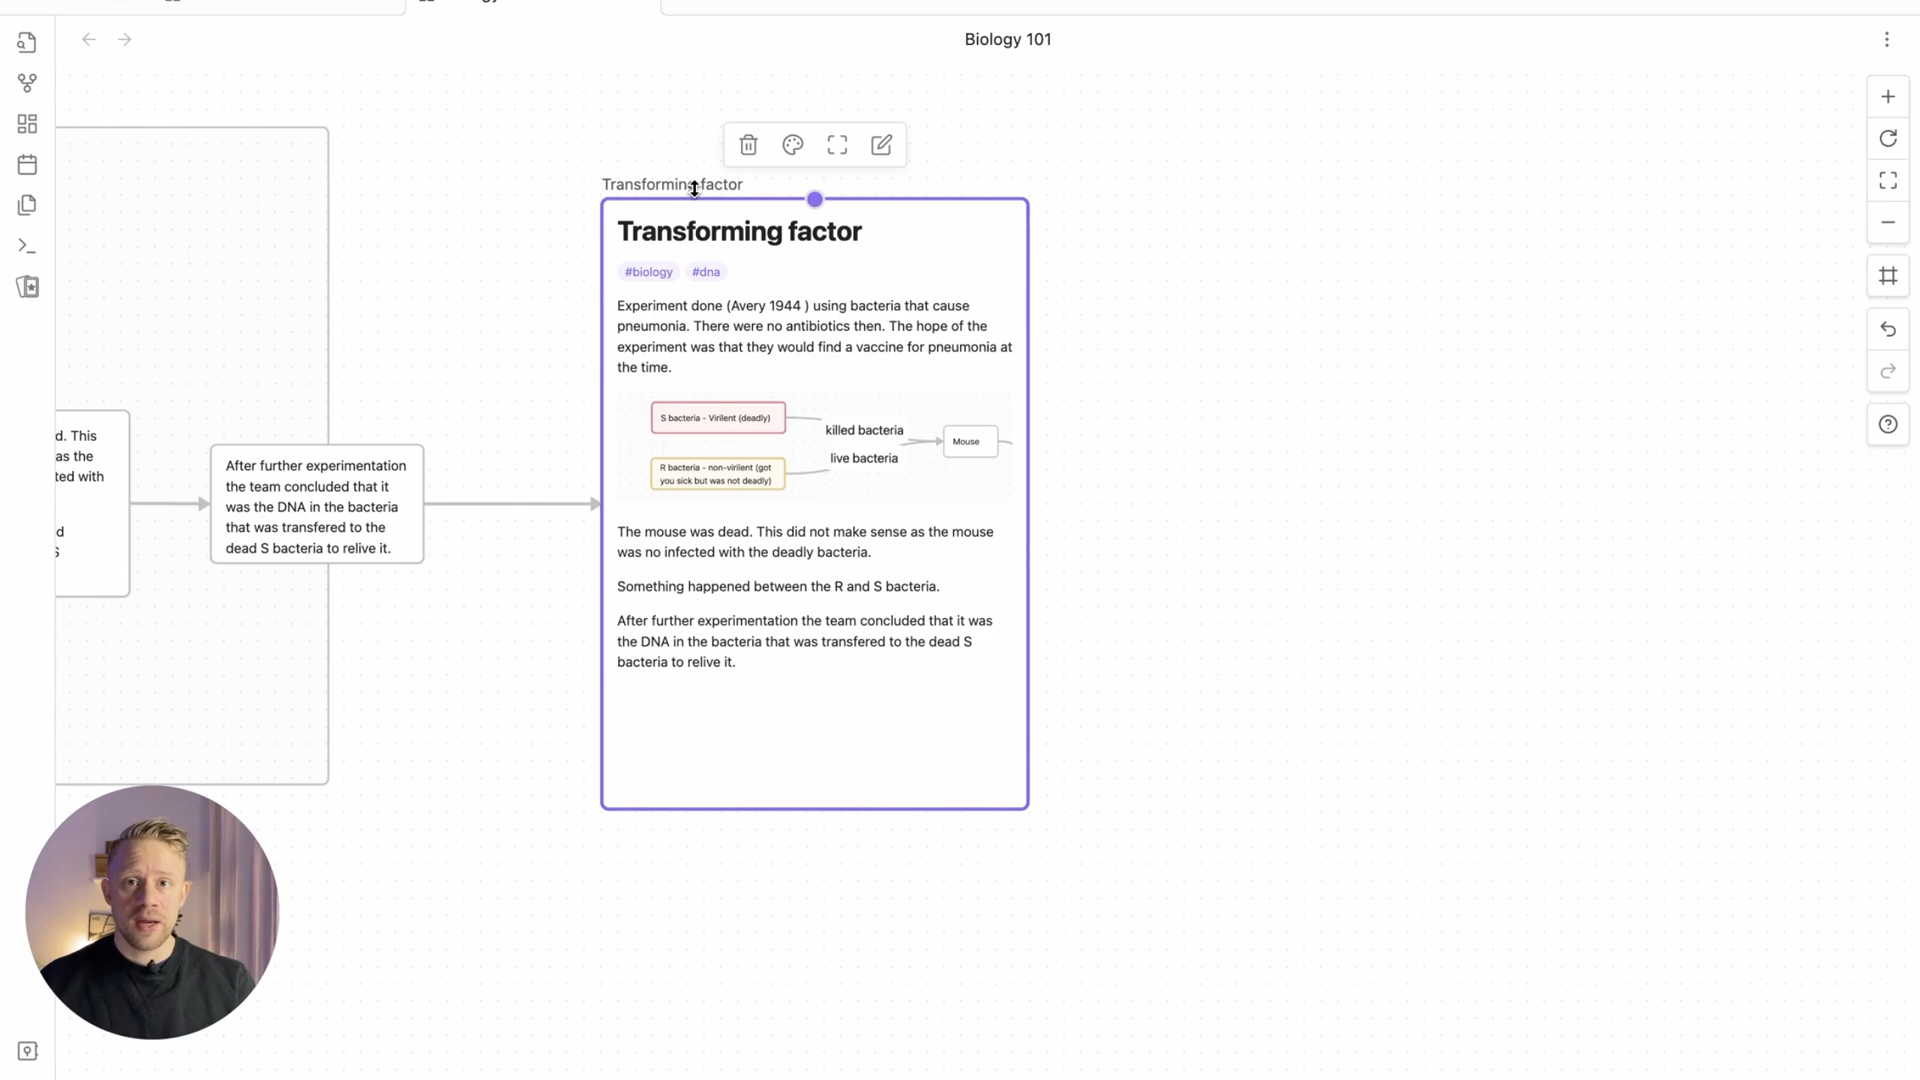 Biology 101
Transforming factor
Transforming factor
#biology #dna
Experiment done (Avery 1944 ) using bacteria that cause
pneumonia. There were no antibiotics then. The hope of the
experiment was that they would find a vaccine for pneumonia at
the time.
S bacteria - Virilent (deadly)
killed bacteria
Mouse
live bacteria
R bacteria - non-virilent (got
you sick but was not deadly)
The mouse was dead. This did not make sense as the mouse
was no infected with the deadly bacteria.
Something happened between the R and S bacteria.
After further experimentation the team concluded that it was
the DNA in the bacteria that was transfered to the dead S
bacteria to relive it.
d. This
as the
ted with
d
S
After further experimentation
the team concluded that it
was the DNA in the bacteria
that was transfered to the
dead S bacteria to relive it.